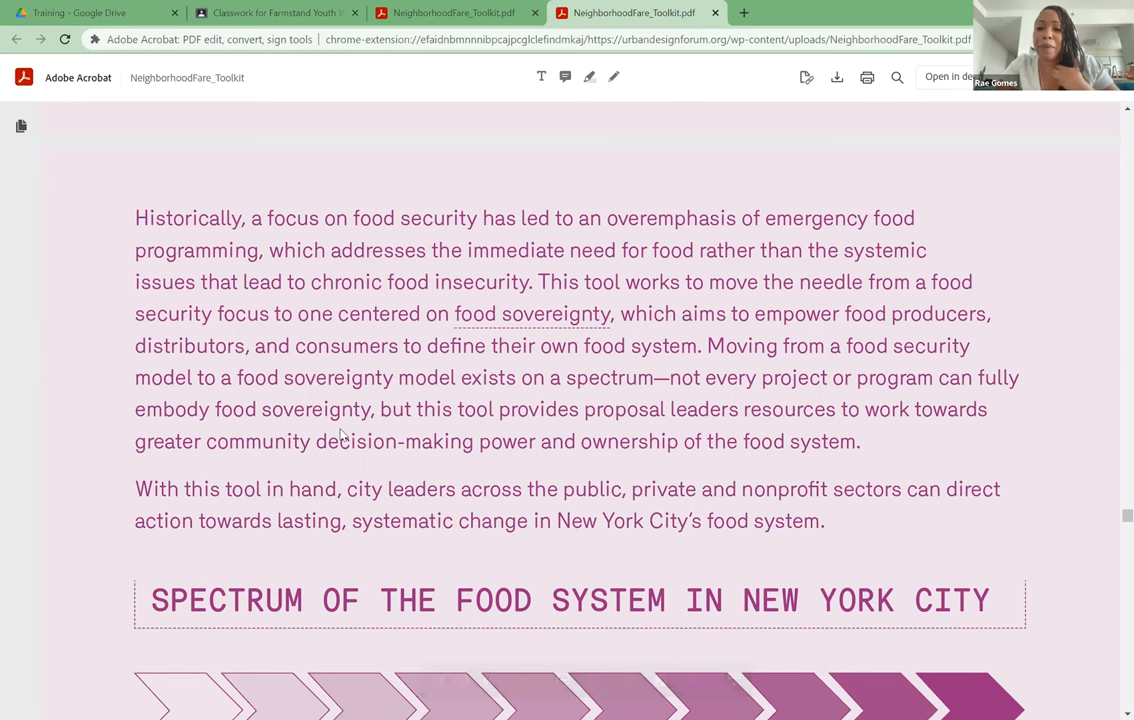 Training - Google Drive
Classwork for Farmstand Youth W
NeighborhoodFare_Toolkit.pdf
NeighborhoodFare_Toolkit.pdf
Adobe Acrobat: PDF edit, convert, sign tools | chrome-extension://efaidnbmnnnibpcajpcglclefindmkaj/https://urbandesignforum.org/wp-content/uploads/NeighborhoodFare_Toolkit.pdf
Adobe Acrobat
NeighborhoodFare_Toolkit
Open in de
Rae Gomes
Historically, a focus on food security has led to an overemphasis of emergency food
programming, which addresses the immediate need for food rather than the systemic
issues that lead to chronic food insecurity. This tool works to move the needle from a food
security focus to one centered on food sovereignty, which aims to empower food producers,
distributors, and consumers to define their own food system. Moving from a food security
model to a food sovereignty model exists on a spectrum—not every project or program can fully
embody food sovereignty, but this tool provides proposal leaders resources to work towards
greater community decision-making power and ownership of the food system.
With this tool in hand, city leaders across the public, private and nonprofit sectors can direct
action towards lasting, systematic change in New York City’s food system.
SPECTRUM OF THE FOOD SYSTEM IN NEW YORK CITY